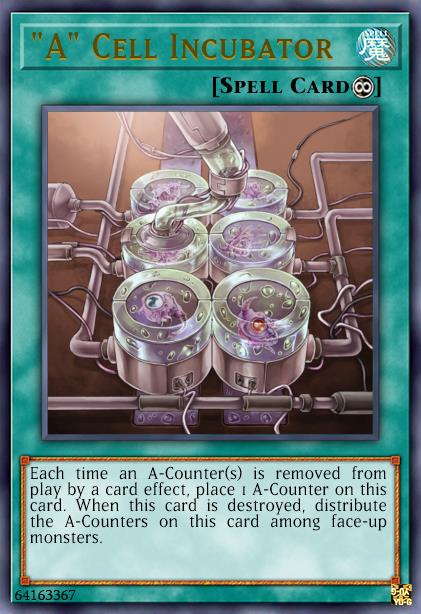 "A" Cell Incubator
SPELL
魔
[Spell Card]
Each time an A-Counter(s) is removed from
play by a card effect, place 1 A-Counter on this
card. When this card is destroyed, distribute
the A-Counters on this card among face-up
monsters.
64163367